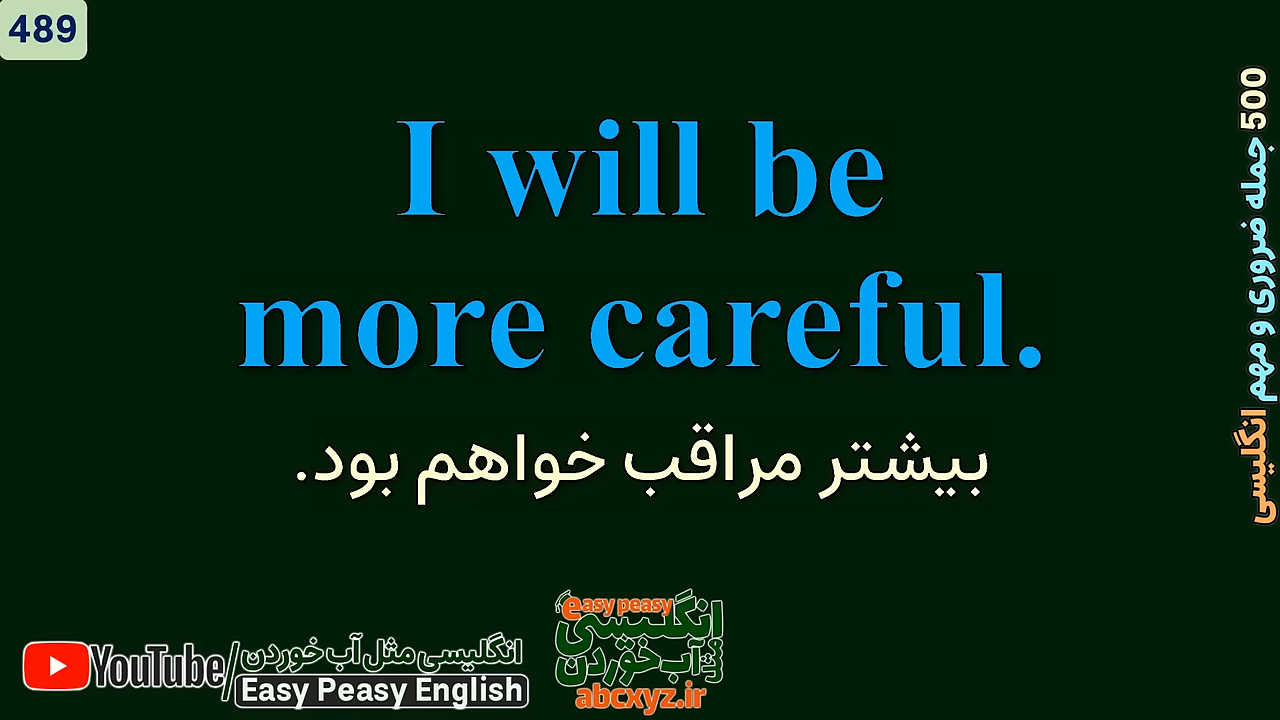 489
I will be
more careful.
بیشتر مراقب خواهم بود.
500 جمله ضروری و مهم انگلیسی
YouTube/انگلیسی مثل آب خوردن
Easy Peasy English
easy peasy
انگلیسی
مثل آب خوردن
abcxyz.ir